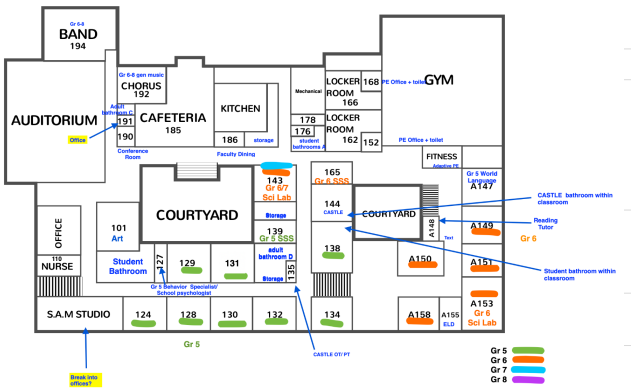 Gr 6-8
BAND
194
AUDITORIUM
Gr 6-8 gen music
CHORUS
192
Adult
bathroom C
191
190
Office
Conference
Room
CAFETERIA
185
KITCHEN
186
storage
Faculty Dining
Mechanical
178
176
student
bathrooms A
LOCKER
ROOM
166
168
PE Office + toilet
LOCKER
ROOM
162
152
GYM
PE Office + toilet
FITNESS
Adaptive PE
Gr 5 World
Language
A147
143
Gr 6/7
Sci Lab
Storage
139
Gr 5 SSS
adult
bathroom D
Storage
135
165
Gr 6 SSS
144
CASTLE
138
COURTYARD
COURTYARD
A148
Text
A149
Gr 6
A151
A150
A153
Gr 6
Sci Lab
CASTLE bathroom within
classroom
Reading
Tutor
Student bathroom within
classroom
OFFICE
110
NURSE
101
Art
Student
Bathroom
A127
129
131
Gr 5 Behavior Specialist/
School psychologist
S.A.M STUDIO
124
128
130
132
134
A158
A155
ELD
Gr 5
CASTLE OT/ PT
Break into
offices?
Gr 5
Gr 6
Gr 7
Gr 8